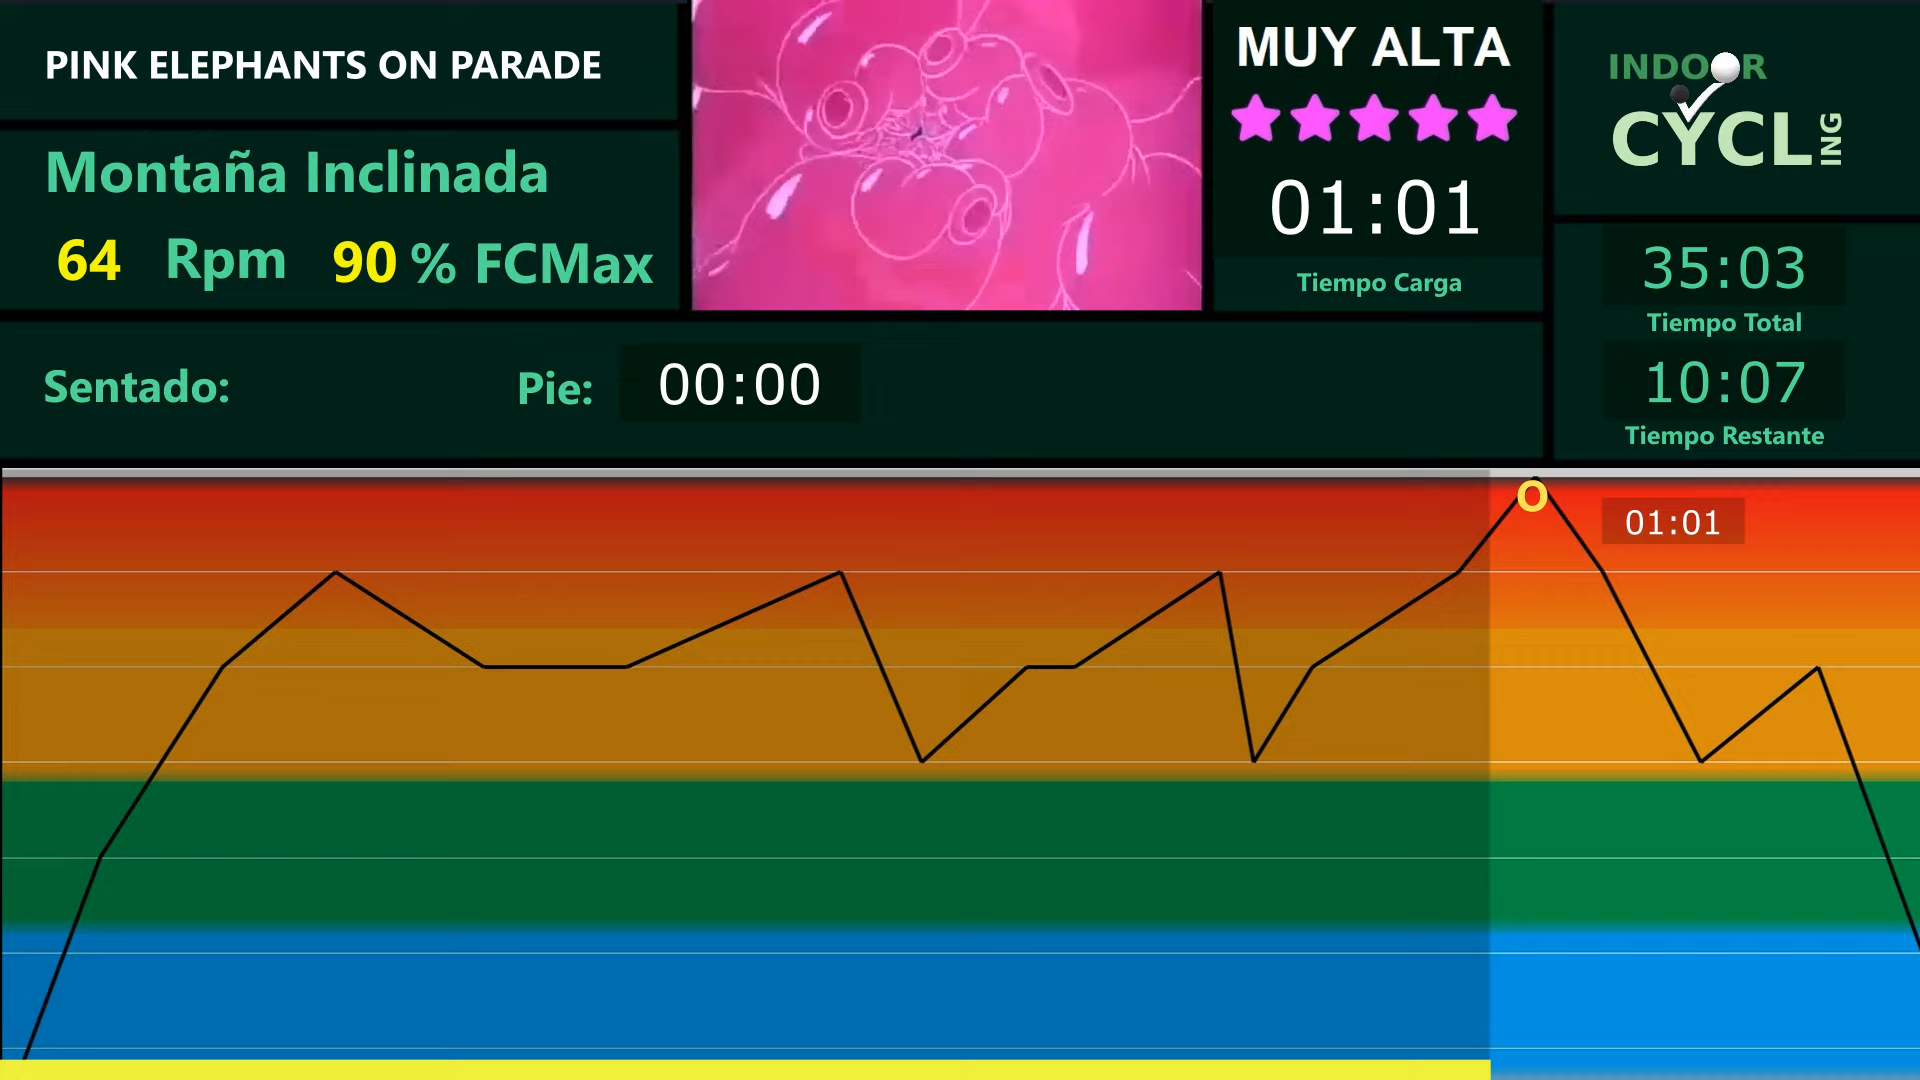 PINK ELEPHANTS ON PARADE
Montaña Inclinada
64 Rpm 90 % FCMax
MUY ALTA
01:01
Tiempo Carga
INDOOR
CYCLING
35:03
Tiempo Total
10:07
Tiempo Restante
Sentado: Pie: 00:00
O
01:01